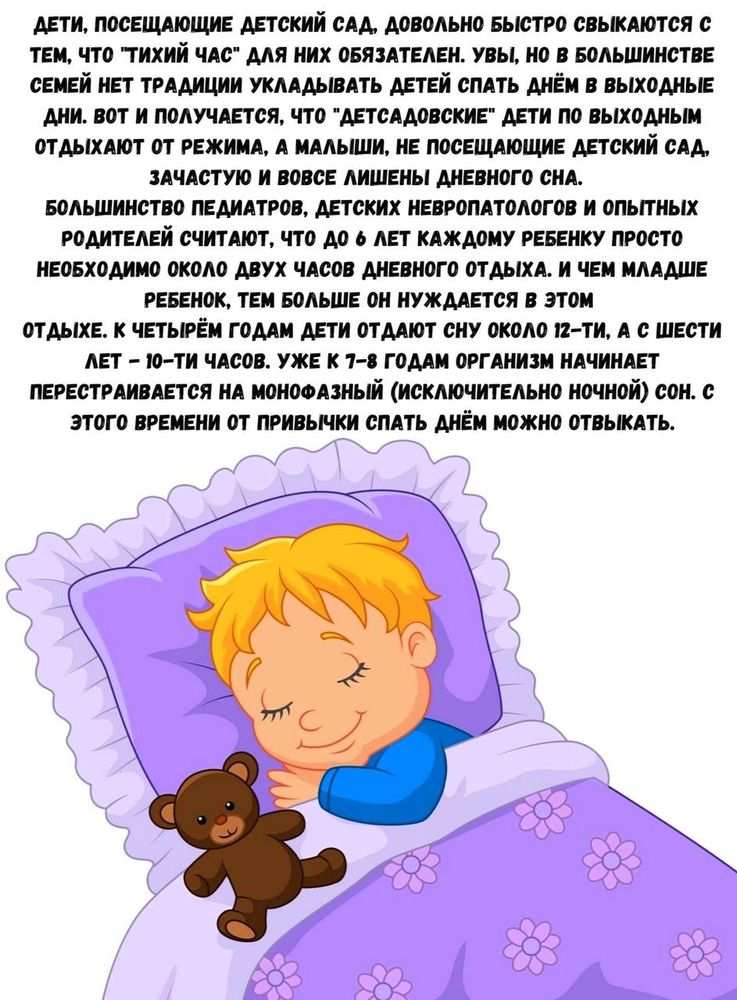 ДЕТИ, ПОСЕЩАЮЩИЕ ДЕТСКИЙ САД, ДОВОЛЬНО БЫСТРО СВЫКАЮТСЯ С
ТЕМ, ЧТО "ТИХИЙ ЧАС" ДЛЯ НИХ ОБЯЗАТЕЛЕН. УВЫ, НО В БОЛЬШИНСТВЕ
СЕМЕЙ НЕТ ТРАДИЦИИ УКЛАДЫВАТЬ ДЕТЕЙ СПАТЬ ДНЁМ В ВЫХОДНЫЕ
ДНИ. ВОТ И ПОЛУЧАЕТСЯ, ЧТО "ДЕТСАДОВСКИЕ" ДЕТИ ПО ВЫХОДНЫМ
ОТДЫХАЮТ ОТ РЕЖИМА, А МАЛЫШИ, НЕ ПОСЕЩАЮЩИЕ ДЕТСКИЙ САД,
ЗАЧАСТУЮ И ВОВСЕ ЛИШЕНЫ ДНЕВНОГО СНА.
БОЛЬШИНСТВО ПЕДИАТРОВ, ДЕТСКИХ НЕВРОПАТОЛОГОВ И ОПЫТНЫХ
РОДИТЕЛЕЙ СЧИТАЮТ, ЧТО ДО 6 ЛЕТ КАЖДОМУ РЕБЕНКУ ПРОСТО
НЕОБХОДИМО ОКОЛО ДВУХ ЧАСОВ ДНЕВНОГО ОТДЫХА. И ЧЕМ МЛАДШЕ
РЕБЕНОК, ТЕМ БОЛЬШЕ ОН НУЖДАЕТСЯ В ЭТОМ
ОТДЫХЕ. К ЧЕТЫРЁМ ГОДАМ ДЕТИ ОТДАЮТ СНУ ОКОЛО 12-ТИ, А С ШЕСТИ
ЛЕТ - 10-ТИ ЧАСОВ. УЖЕ К 7-8 ГОДАМ ОРГАНИЗМ НАЧИНАЕТ
ПЕРЕСТРАИВАЕТСЯ НА МОНОФАЗНЫЙ (ИСКЛЮЧИТЕЛЬНО НОЧНОЙ) СОН. С
ЭТОГО ВРЕМЕНИ ОТ ПРИВЫЧКИ СПАТЬ ДНЁМ МОЖНО ОТВЫКАТЬ.